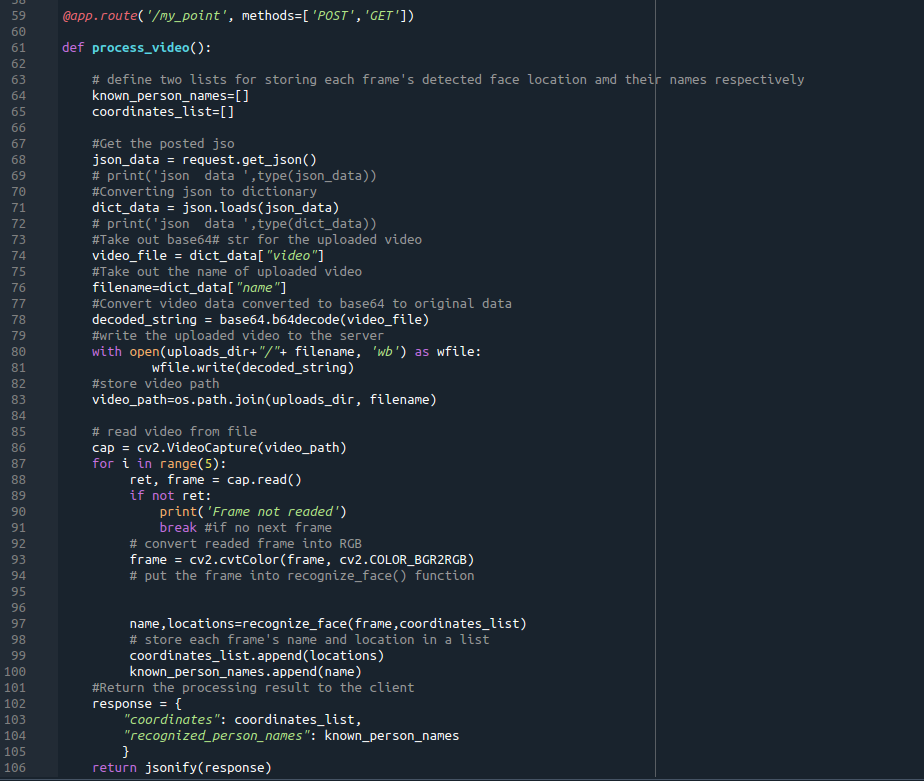 59 @app.route('/my_point', methods=['POST','GET'])
60
61 def process_video():
62
63     # define two lists for storing each frame's detected face location amd their names respectively
64     known_person_names=[]
65     coordinates_list=[]
66
67     #Get the posted jso
68     json_data = request.get_json()
69     # print('json  data ',type(json_data))
70     #Converting json to dictionary
71     dict_data = json.loads(json_data)
72     # print('json  data ',type(dict_data))
73     #Take out base64# str for the uploaded video
74     video_file = dict_data["video"]
75     #Take out the name of uploaded video
76     filename=dict_data["name"]
77     #Convert video data converted to base64 to original data
78     decoded_string = base64.b64decode(video_file)
79     #write the uploaded video to the server
80     with open(uploads_dir+"/"+ filename, 'wb') as wfile:
81             wfile.write(decoded_string)
82     #store video path
83     video_path=os.path.join(uploads_dir, filename)
84
85     # read video from file
86     cap = cv2.VideoCapture(video_path)
87     for i in range(5):
88          ret, frame = cap.read()
89          if not ret:
90              print('Frame not readed')
91              break #if no next frame
92          # convert readed frame into RGB
93          frame = cv2.cvtColor(frame, cv2.COLOR_BGR2RGB)
94          # put the frame into recognize_face() function
95
96
97          name,locations=recognize_face(frame,coordinates_list)
98          # store each frame's name and location in a list
99          coordinates_list.append(locations)
100          known_person_names.append(name)
101     #Return the processing result to the client
102     response = {
103         "coordinates": coordinates_list,
104         "recognized_person_names": known_person_names
105         }
106     return jsonify(response)